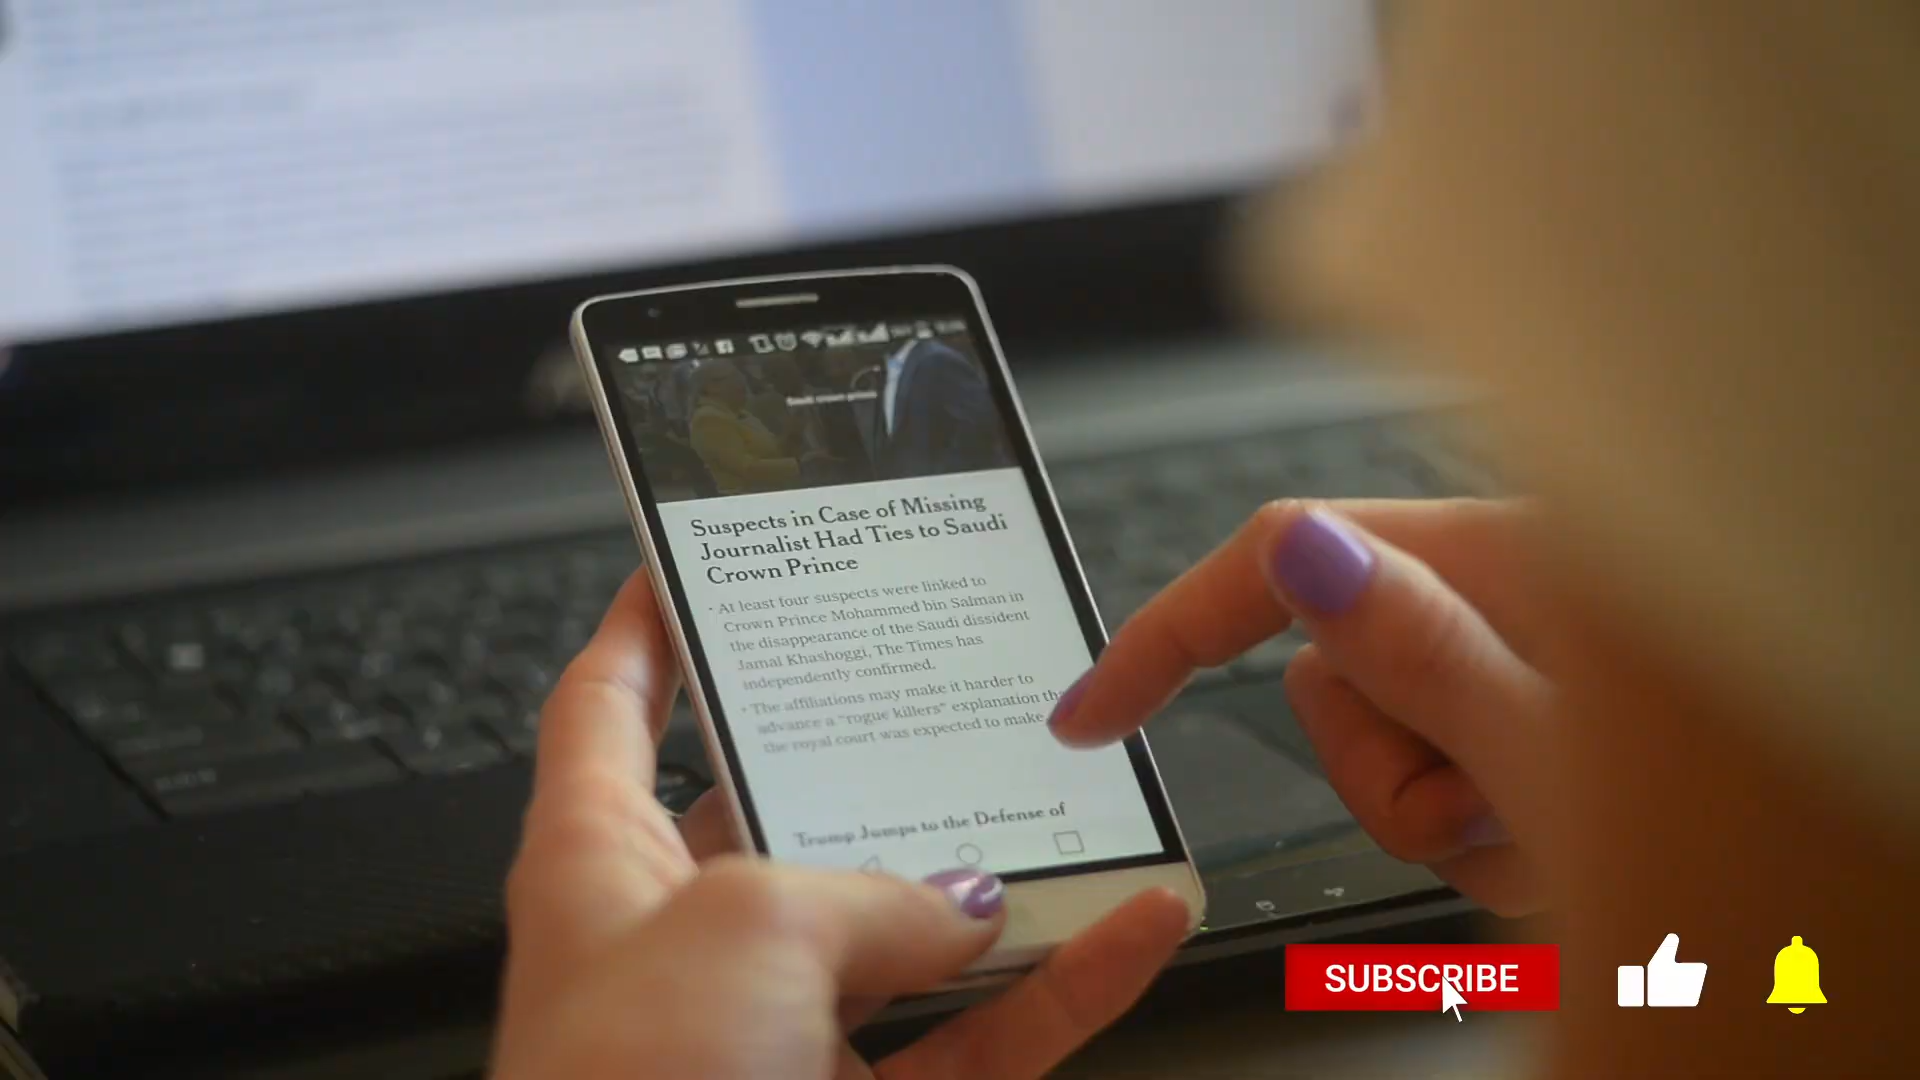 Saudi crown prince
Suspects in Case of Missing
Journalist Had Ties to Saudi
Crown Prince
• At least four suspects were linked to
Crown Prince Mohammed bin Salman in
the disappearance of the Saudi dissident
Jamal Khashoggi, The Times has
independently confirmed.
• The affiliations may make it harder to
advance a "rogue killers" explanation
the royal court was expected to make
Trump Jumps to the Defense of
SUBSCRIBE